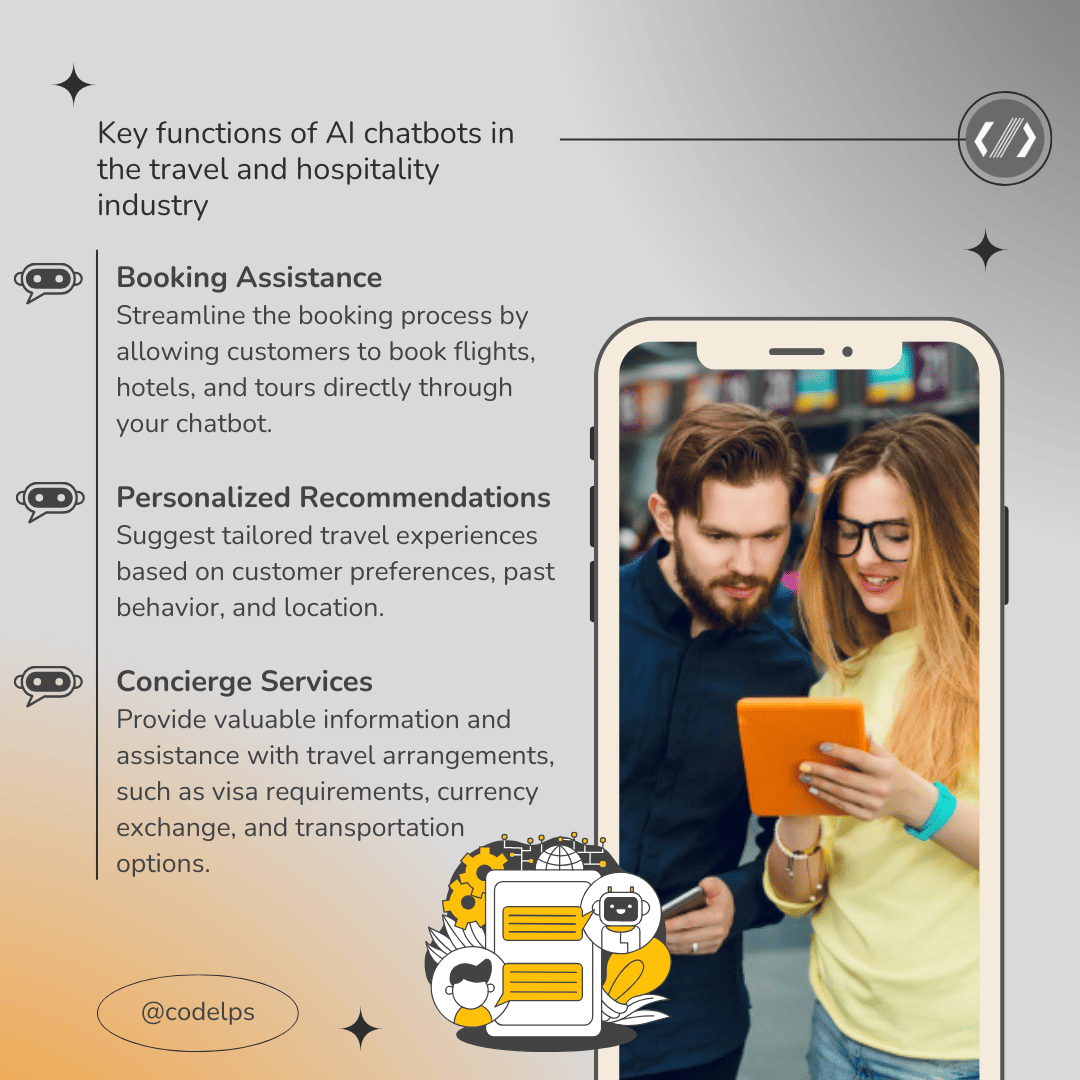 Key functions of AI chatbots in
the travel and hospitality
industry
Booking Assistance
Streamline the booking process by
allowing customers to book flights,
hotels, and tours directly through
your chatbot.
Personalized Recommendations
Suggest tailored travel experiences
based on customer preferences, past
behavior, and location.
Concierge Services
Provide valuable information and
assistance with travel arrangements,
such as visa requirements, currency
exchange, and transportation
options.
@codelps